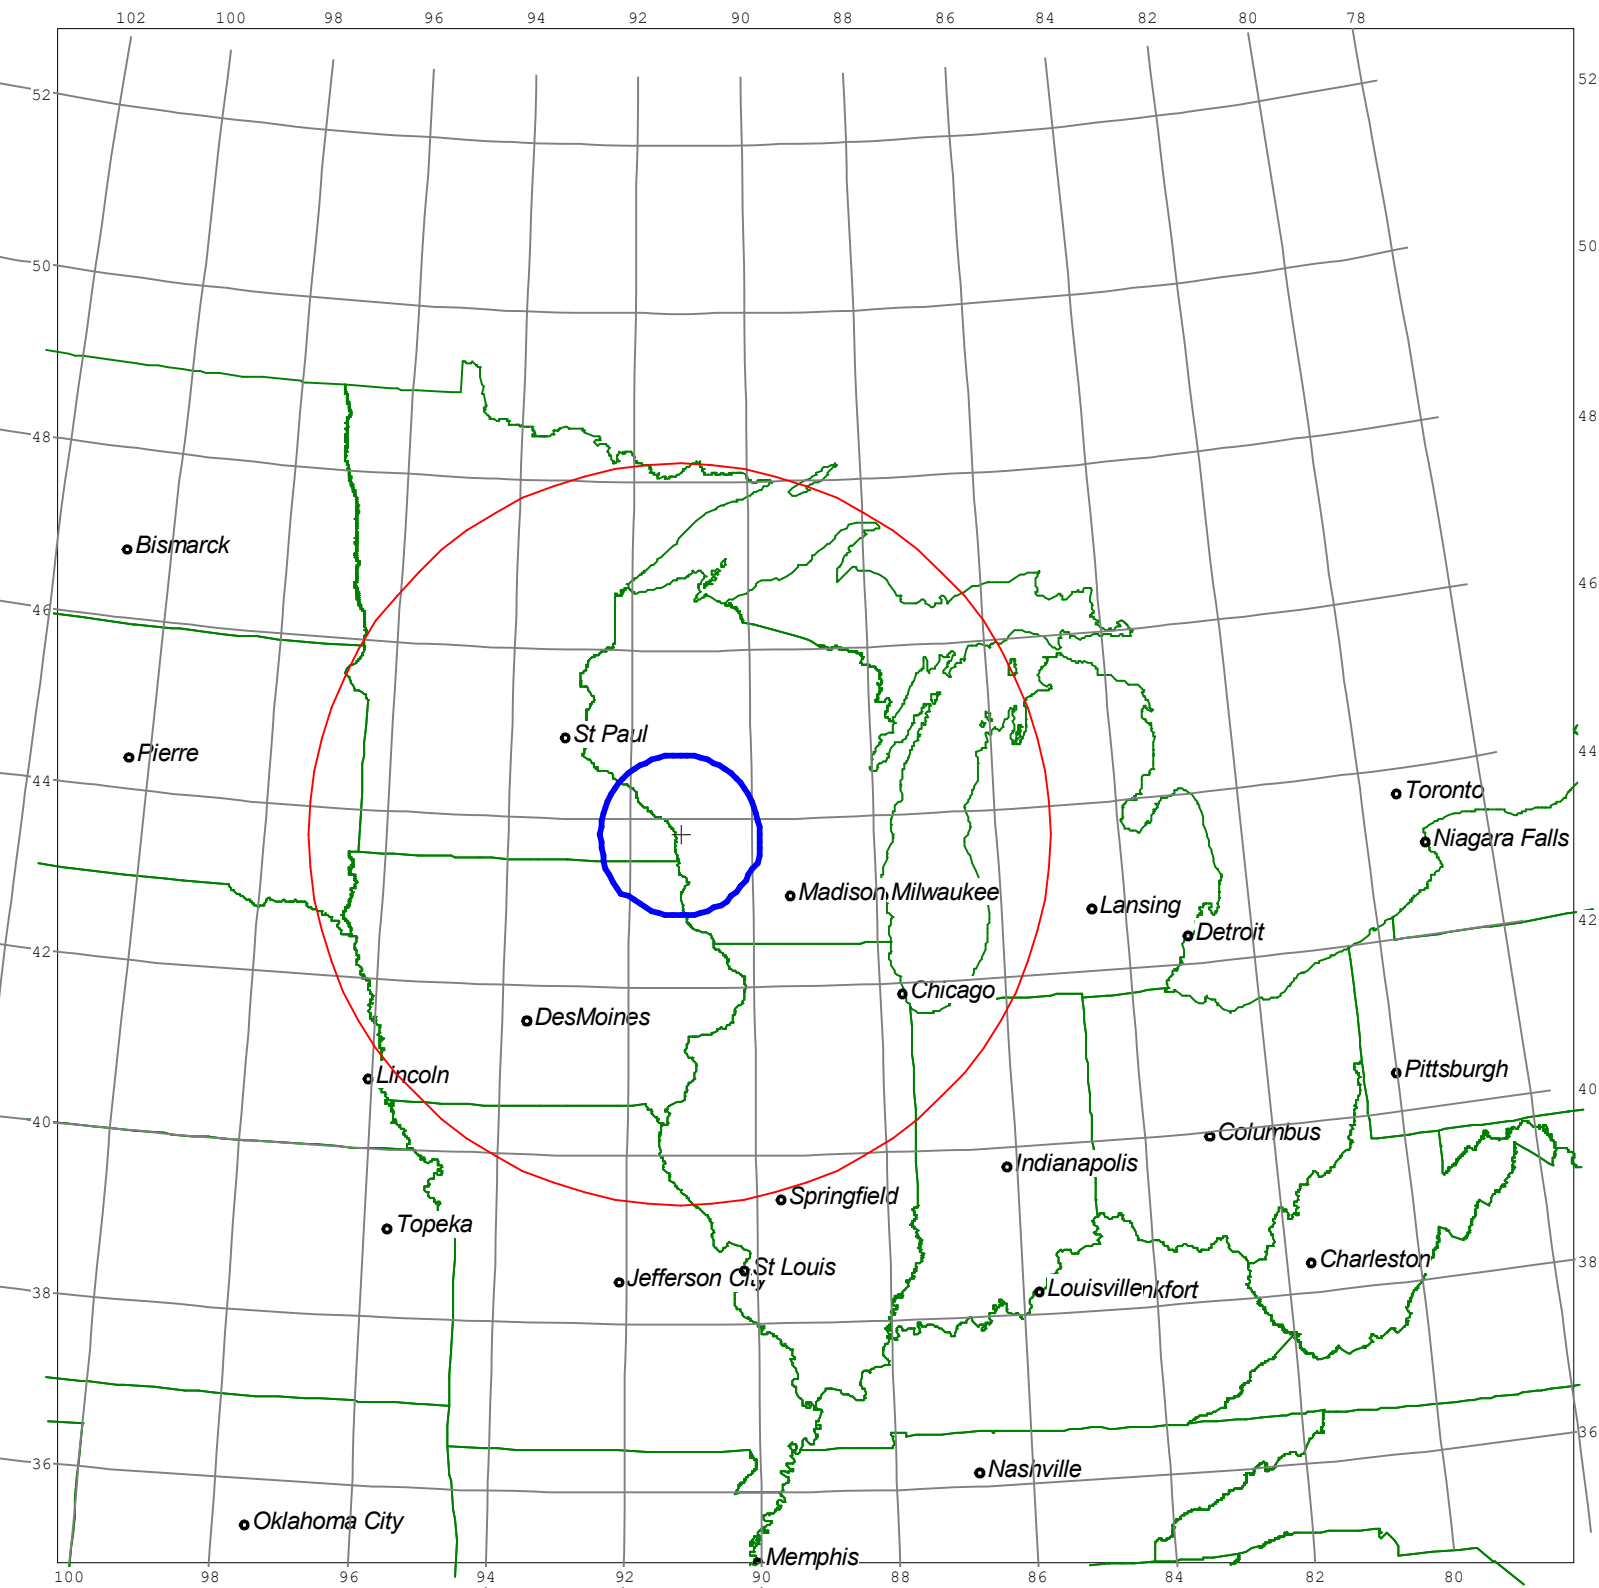 102 100 98 96 94 92 90 88 86 84 82 80 78
52 52
50 50
48 48
Bismarck
46 46
St Paul
Pierre 44
44
Toronto
Niagara Falls
Madison Milwaukee
Lansing
42
Detroit
42
Chicago
DesMoines
Pittsburgh
Lincoln
40
40
Columbus
Indianapolis
Springfield
Topeka
Charleston 38
St Louis
Jefferson City
Louisvillenkfort
38
36
36
Nashville
Oklahoma City
Memphis
100 98 96 94 92 90 88 86 84 82 80